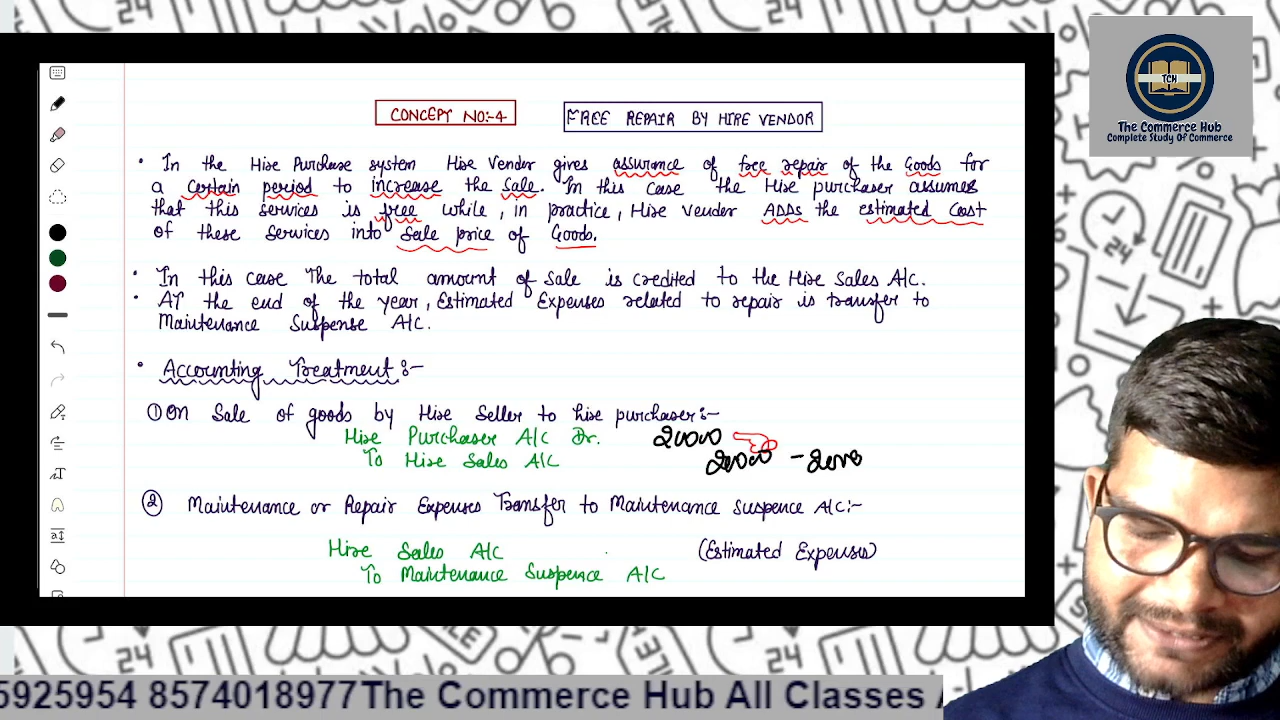 TCH
The Commerce Hub
Complete Study Of Commerce
CONCEPT NO:-4
FREE REPAIR BY HIRE VENDOR
• In the Hire Purchase system Hire Vender gives assurance of free repair of the Goods for
a certain period to increase the sale. In this case the Hire purchaser assumes
that this services is free while, in practice, Hire vender ADDs the estimated cost
of these services into sale price of Goods.
• In this case The total amount of sale is credited to the Hire Sales A/C.
• AT the end of the year, Estimated Expenses related to repair is transfer to
Maintenance Suspense A/C.
• Accounting Treatment:-
① On Sale of goods by Hire Seller to hire purchaser:-
Hire Purchaser A/C Dr. 20000
To Hire Sales A/C 20000 - 2000
② Maintenance or Repair Expenses Transfer to Maintenance Suspence A/C:-
Hire Sales A/C (Estimated Expenses)
To Maintenance Suspence A/C
5925954 8574018977 The Commerce Hub All Classes